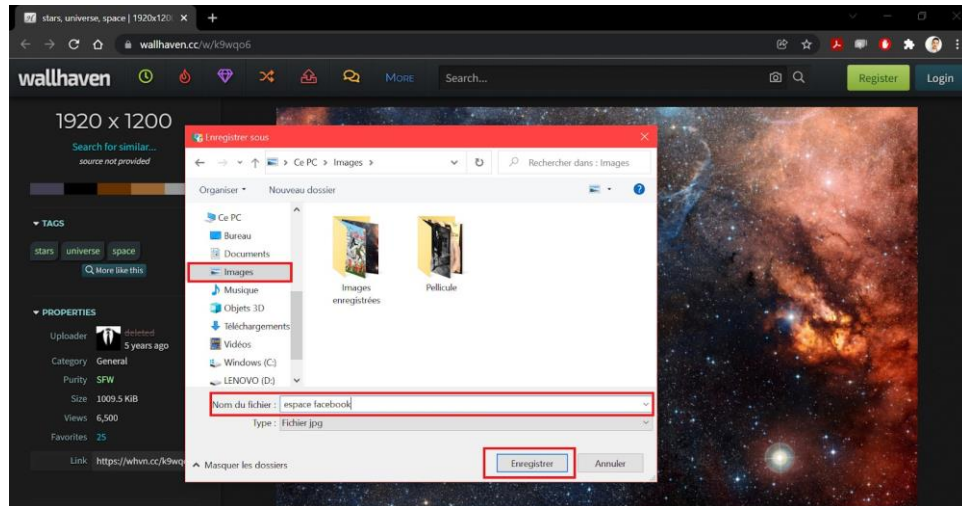 stars, universe, space | 1920x120
wallhaven.cc/w/k9wqo6
wallhaven
MORE
Search...
Register
Login
1920 x 1200
Search for similar...
source not provided
TAGS
stars universe space
More like this
PROPERTIES
Uploader deleted
5 years ago
Category General
Purity SFW
Size 1009.5 KiB
Views 6,500
Favorites 25
Link https://whvn.cc/k9wq
Enregistrer sous
Ce PC > Images >
Rechercher dans : Images
Organiser
Nouveau dossier
Ce PC
Bureau
Documents
Images
Musique
Objets 3D
Téléchargements
Vidéos
Windows (C:)
LENOVO (D:)
Images
enregistrées
Pellicule
Nom du fichier : espace facebook
Type : Fichier jpg
Masquer les dossiers
Enregistrer
Annuler